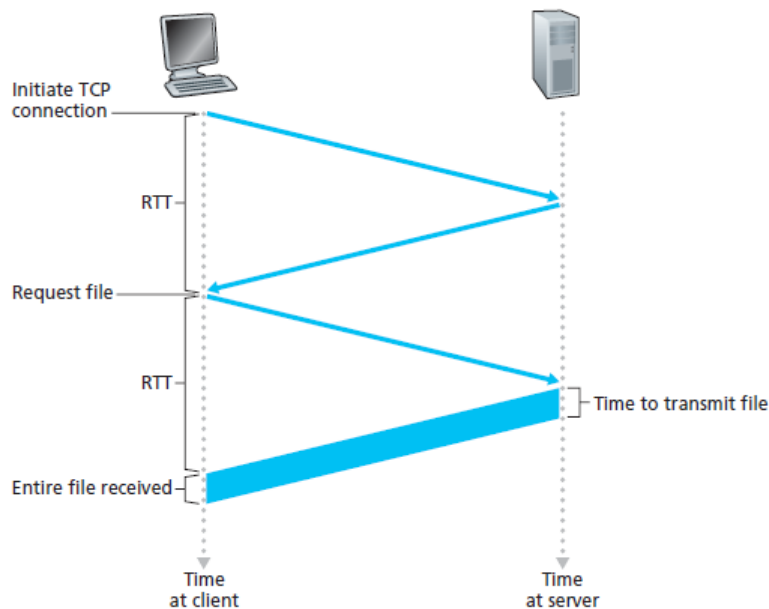 Initiate TCP
connection
RTT
Request file
RTT
Time to transmit file
Entire file received
Time
at client
Time
at server